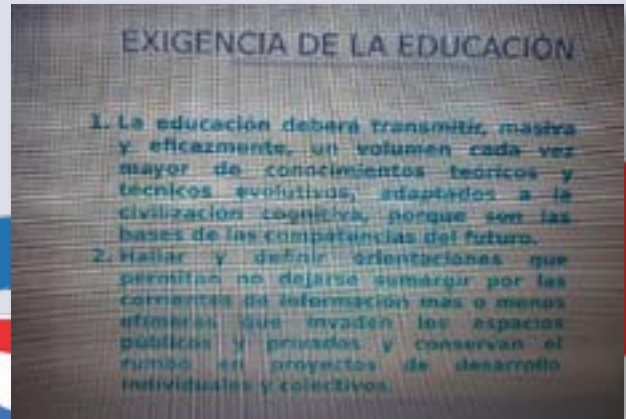 EXIGENCIA DE LA EDUCACIÓN
1. La educación deberá transmitir, masiva
y eficazmente, un volumen cada vez
mayor de conocimientos teóricos y
técnicos evolutivos, adaptados a la
civilización cognitiva, porque son las
bases de las competencias del futuro.
2. Hallar y definir orientaciones que
permitan no dejarse sumergir por las
corrientes de información más o menos
efímeras que invaden los espacios
públicos y privados y conservan el
rumbo en proyectos de desarrollo
individuales y colectivos.